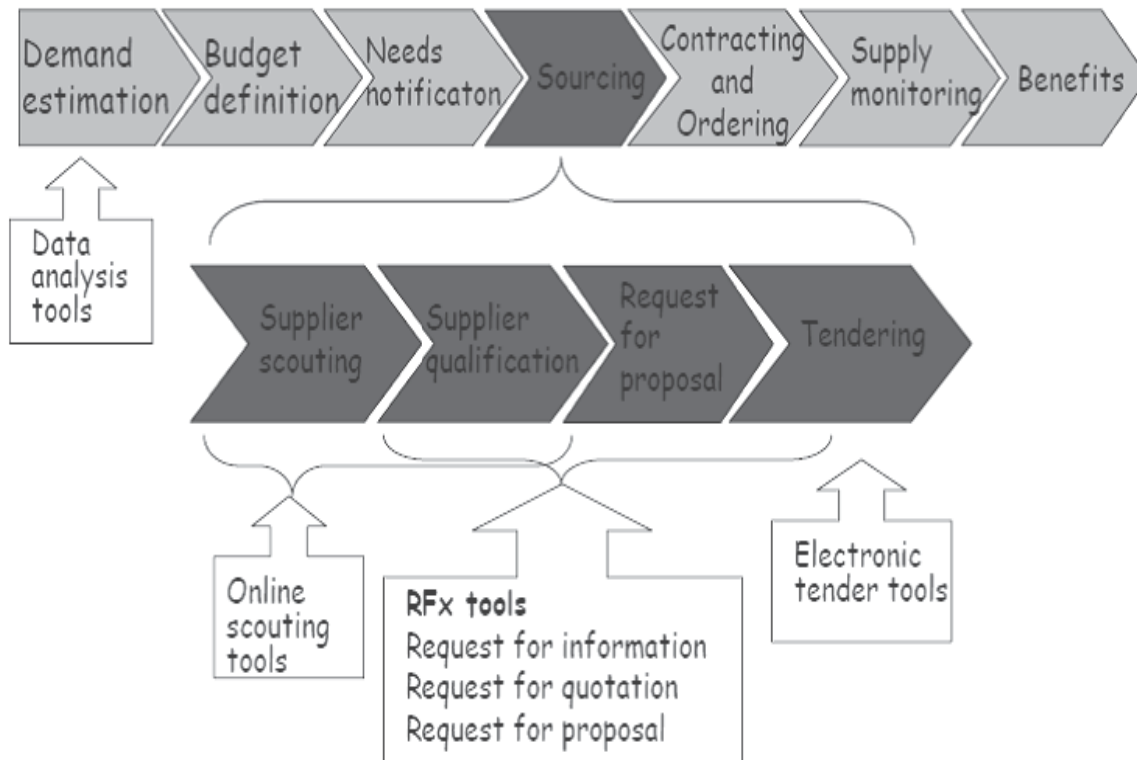 Demand
estimation
Budget
definition
Needs
notificaton
Sourcing
Contracting
and
Ordering
Supply
monitoring
Benefits
Data
analysis
tools
Supplier
scouting
Supplier
qualification
Request
for
proposal
Tendering
Online
scouting
tools
RFx tools
Request for information
Request for quotation
Request for proposal
Electronic
tender tools